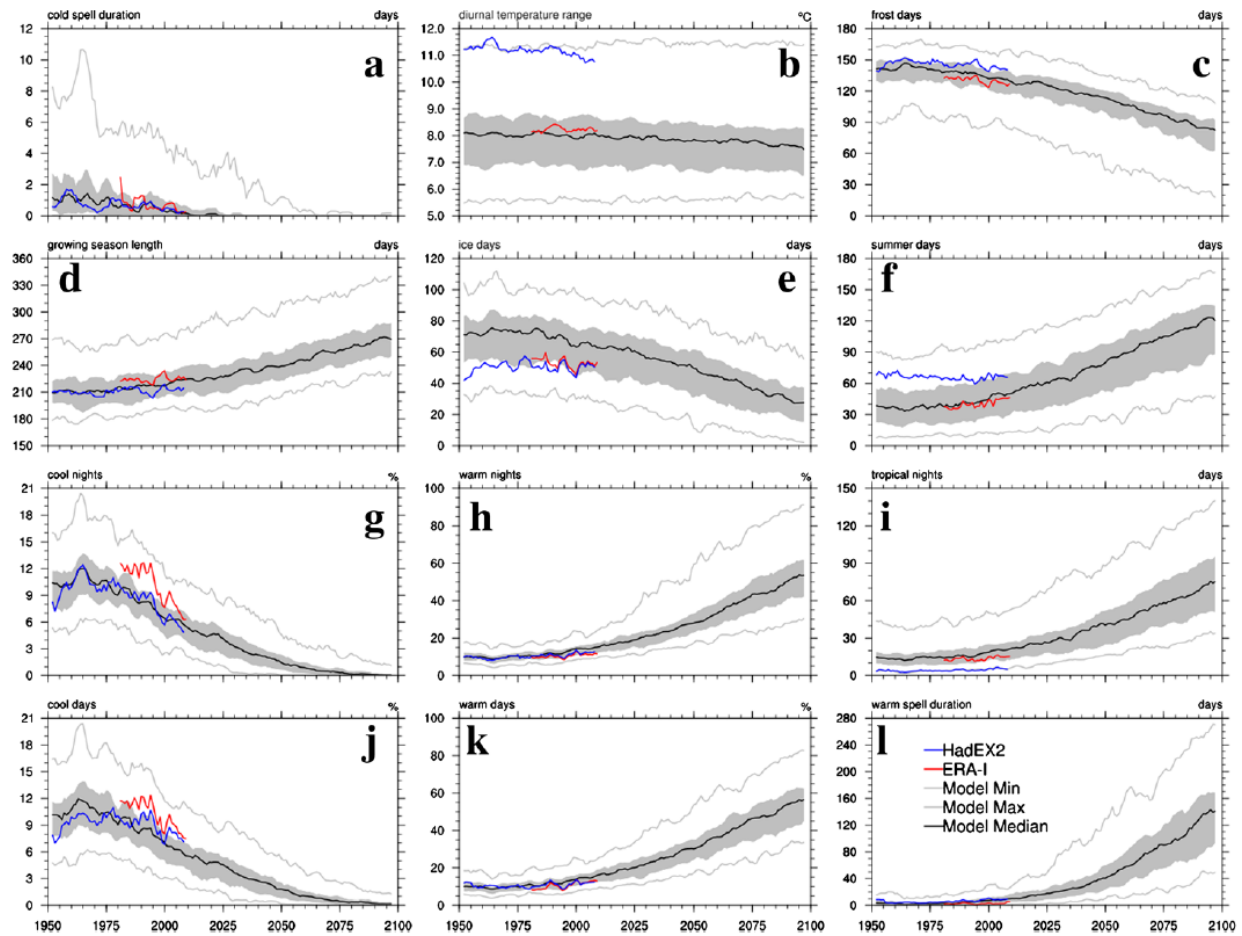 cold spell duration days
a
12
10
8
6
4
2
0
diurnal temperature range °C
b
12.0
11.0
10.0
9.0
8.0
7.0
6.0
5.0
frost days days
c
180
150
120
90
60
30
0
growing season length days
d
360
330
300
270
240
210
180
150
ice days days
e
120
100
80
60
40
20
0
summer days days
f
180
150
120
90
60
30
0
cool nights %
g
21
18
15
12
9
6
3
0
warm nights %
h
100
80
60
40
20
0
tropical nights days
i
150
120
90
60
30
0
cool days %
j
21
18
15
12
9
6
3
0
1950 1975 2000 2025 2050 2075 2100
warm days %
k
100
80
60
40
20
0
1950 1975 2000 2025 2050 2075 2100
warm spell duration days
l
280
240
200
160
120
80
40
0
HadEX2
ERA-I
Model Min
Model Max
Model Median
1950 1975 2000 2025 2050 2075 2100